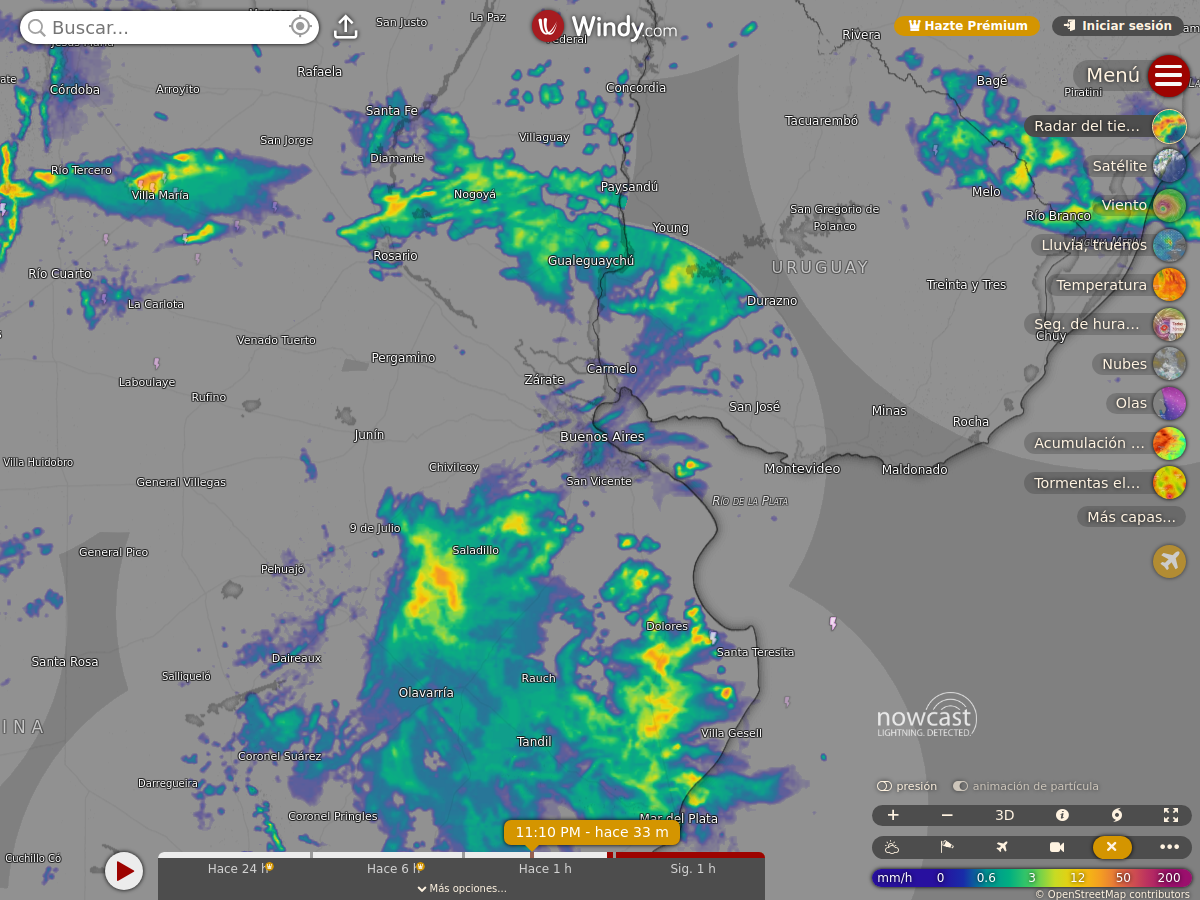 Buscar...
San Justo
La Paz
Windy.com
Federal
Rivera
Hazte Prémium
Iniciar sesión
Menú
Rafaela
Córdoba
Arroyito
Concordia
Bagé
Piratini
Santa Fe
Tacuarembó
Radar del tie...
San Jorge
Villaguay
Diamante
Satélite
Río Tercero
Villa María
Nogoyá
Paysandú
Melo
Viento
San Gregorio de
Polanco
Río Branco
Young
Lluvia, truenos
Rosario
Gualeguaychú
URUGUAY
Río Cuarto
Temperatura
Treinta y Tres
La Carlota
Durazno
Seg. de hura...
Chuy
Venado Tuerto
Pergamino
Nubes
Carmelo
Zárate
Laboulaye
Rufino
Olas
San José
Minas
Rocha
Junín
Buenos Aires
Acumulación ...
Villa Huidobro
Chivilcoy
Montevideo
Maldonado
General Villegas
San Vicente
Tormentas el...
Río de la Plata
Más capas...
9 de Julio
General Pico
Saladillo
Pehuajó
Dolores
Santa Rosa
Daireaux
Santa Teresita
Salliqueló
Rauch
Olavarría
INA
Tandil
Villa Gesell
nowcast
LIGHTNING. DETECTED.
Coronel Suárez
Darregueira
presión
animación de partícula
Coronel Pringles
Mar del Plata
+ − 3D
11:10 PM - hace 33 m
Cuchillo Có
Hace 24 h
Hace 6 h
Hace 1 h
Sig. 1 h
mm/h 0 0.6 3 12 50 200
Más opciones...
© OpenStreetMap contributors